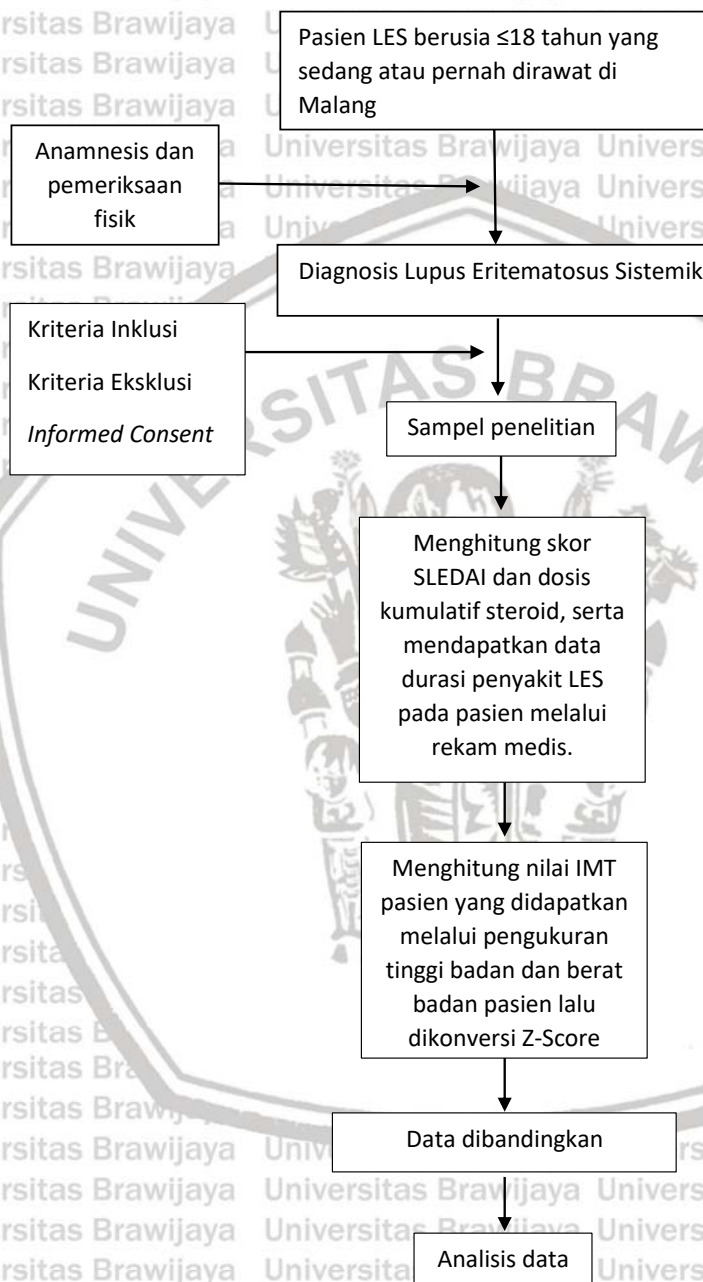 Pasien LES berusia ≤18 tahun yang
sedang atau pernah dirawat di
Malang
Anamnesis dan
pemeriksaan
fisik
Diagnosis Lupus Eritematosus Sistemik
Kriteria Inklusi
Kriteria Eksklusi
Informed Consent
Sampel penelitian
Menghitung skor
SLEDAI dan dosis
kumulatif steroid, serta
mendapatkan data
durasi penyakit LES
pada pasien melalui
rekam medis.
Menghitung nilai IMT
pasien yang didapatkan
melalui pengukuran
tinggi badan dan berat
badan pasien lalu
dikonversi Z-Score
Data dibandingkan
Analisis data